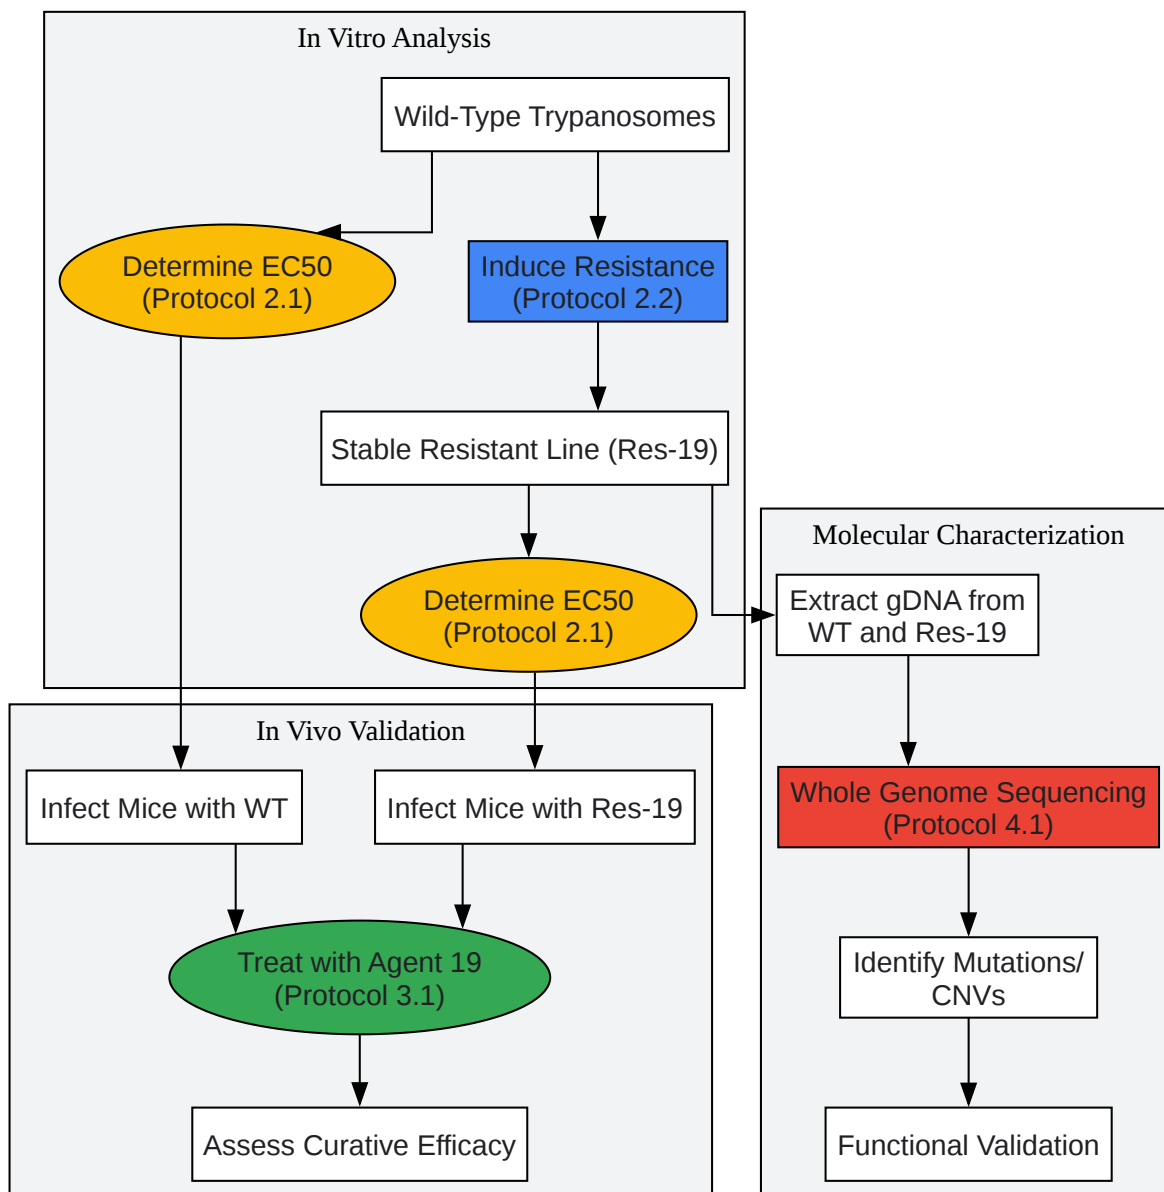 In Vitro Analysis
Wild-Type Trypanosomes
Determine EC50
(Protocol 2.1)
Induce Resistance
(Protocol 2.2)
Stable Resistant Line (Res-19)
Determine EC50
(Protocol 2.1)
Molecular Characterization
Extract gDNA from
WT and Res-19
Whole Genome Sequencing
(Protocol 4.1)
Identify Mutations/
CNVs
Functional Validation
In Vivo Validation
Infect Mice with WT
Infect Mice with Res-19
Treat with Agent 19
(Protocol 3.1)
Assess Curative Efficacy